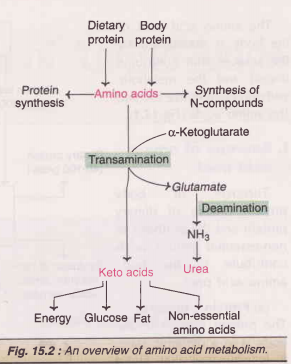 Dietary protein
Body protein
Protein synthesis
Amino acids
Synthesis of N-compounds
α-Ketoglutarate
Transamination
Glutamate
Deamination
NH₃
Keto acids
Urea
Energy
Glucose
Fat
Non-essential amino acids
Fig. 15.2 : An overview of amino acid metabolism.